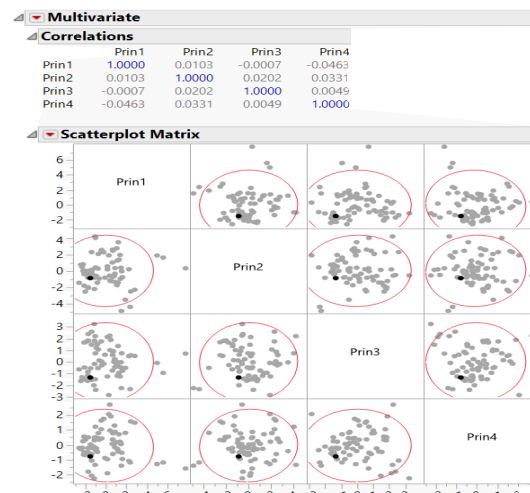 Multivariate
Correlations
Prin1 Prin2 Prin3 Prin4
Prin1 1.0000 0.0103 -0.0007 -0.0463
Prin2 0.0103 1.0000 0.0202 0.0331
Prin3 -0.0007 0.0202 1.0000 0.0049
Prin4 -0.0463 0.0331 0.0049 1.0000
Scatterplot Matrix
6
4
2
0
-2
Prin1
4
2
0
-2
-4
Prin2
3
2
1
0
-1
-2
-3
Prin3
2
1
0
-1
-2
Prin4